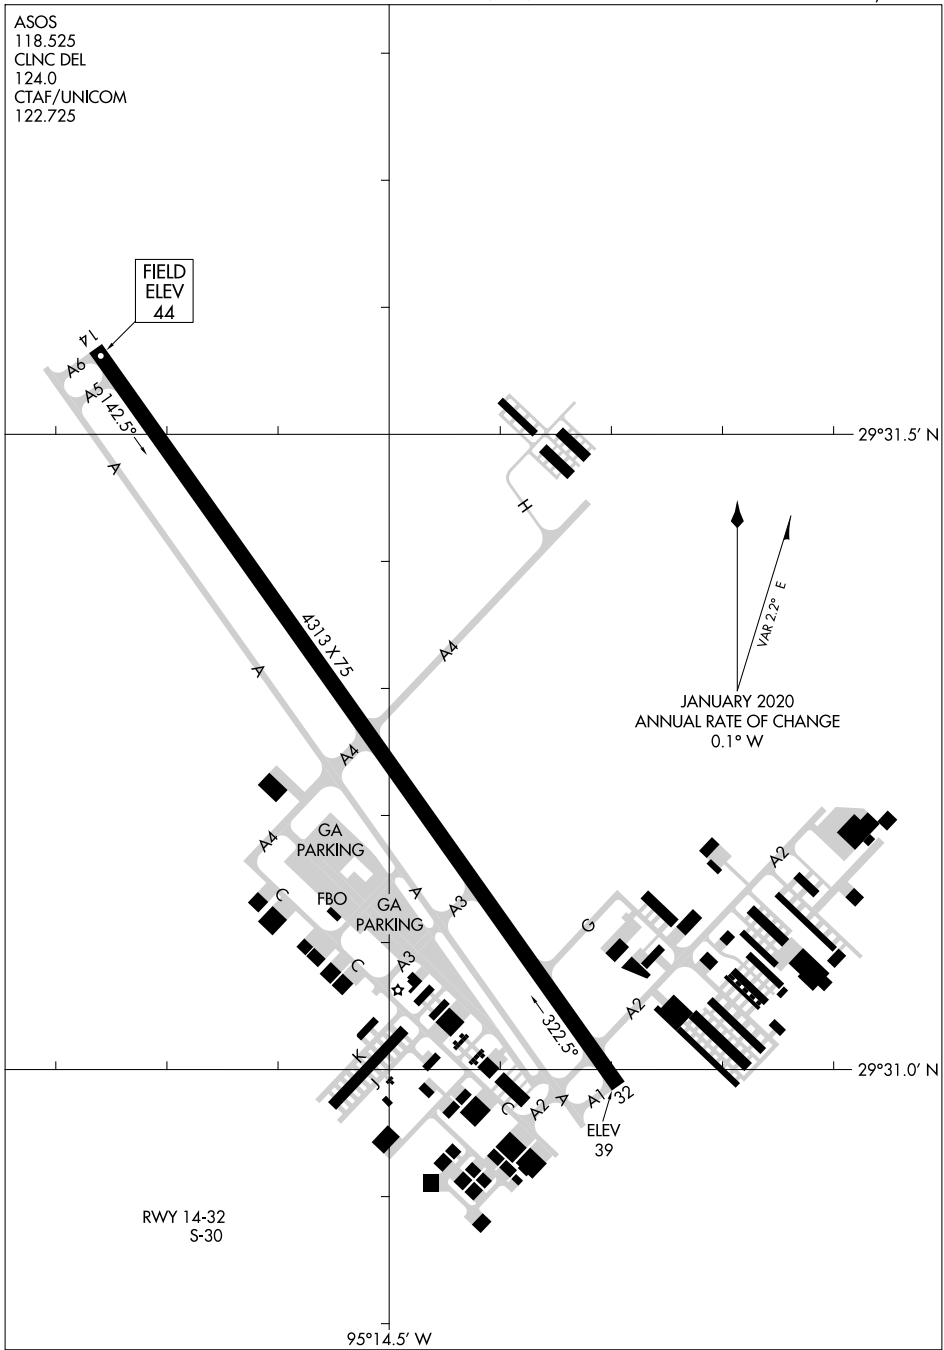 ASOS
118.525
CLNC DEL
124.0
CTAF/UNICOM
122.725
FIELD
ELEV
44
14
A6
A5
142.5°
A
29°31.5' N
H
VAR 2.2° E
4313 X 75
A4
A
JANUARY 2020
ANNUAL RATE OF CHANGE
0.1° W
A4
GA
PARKING
A4
A2
C
FBO
A
GA
PARKING
A3
G
C
A3
A2
322.5°
K
J
29°31.0' N
C
A2
A
A1
32
ELEV
39
RWY 14-32
S-30
95°14.5' W